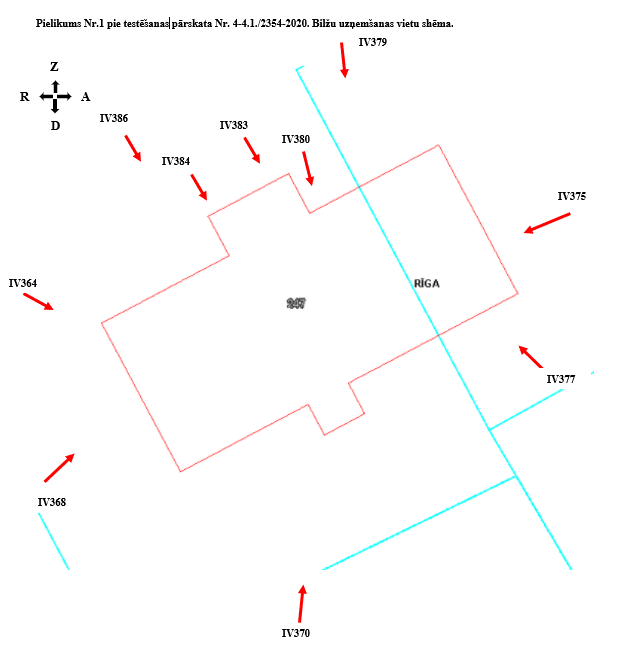 Pielikums Nr.1 pie testēšanas pārskata Nr. 4-4.1./2354-2020. Bilžu uzņemšanas vietu shēma.
IV379
Z
R A
D
IV386
IV383
IV380
IV384
IV375
IV364
RĪGA
247
IV377
IV368
IV370